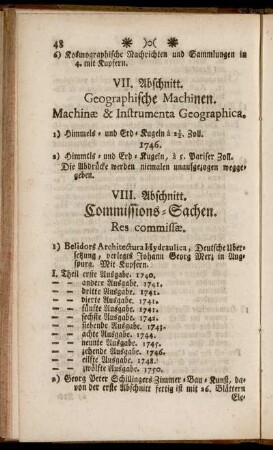 48
6) Kosmographische Nachrichten und Sammlungen in
4. mit Kupfern.
VII. Abschnitt.
Geographische Machinen.
Machinæ & Instrumenta Geographica.
1) Himmels- und Erd-Kugeln à 2½. Zoll.
1746.
2) Himmels- und Erd-Kugeln, à 5. Pariser Zoll.
Die Abdrücke werden niemalen unaufgezogen wegge-
geben.
VIII. Abschnitt.
Commissions-Sachen.
Res commissæ.
1) Belidors Architectura Hydraulica, Deutsche Uber-
setzung, verlegts Johann Georg Merz in Aug-
spurg. Mit Kupfern.
I. Theil erste Ausgabe. 1740.
— — andere Ausgabe. 1741.
— — dritte Ausgabe. 1741.
— — vierte Ausgabe. 1741.
— — fünfte Ausgabe. 1741.
— — sechste Ausgabe. 1742.
— — siebende Ausgabe. 1743.
— — achte Ausgabe. 1744.
— — neunte Ausgabe. 1745.
— — zehende Ausgabe. 1746.
— — eilfte Ausgabe. 1748.
— — zwölfte Ausgabe. 1750.
2) Georg Peter Schillingers Zimmer-Bau-Kunst, da-
von der erste Abschnitt fertig ist mit 26. Blättern
Ele-